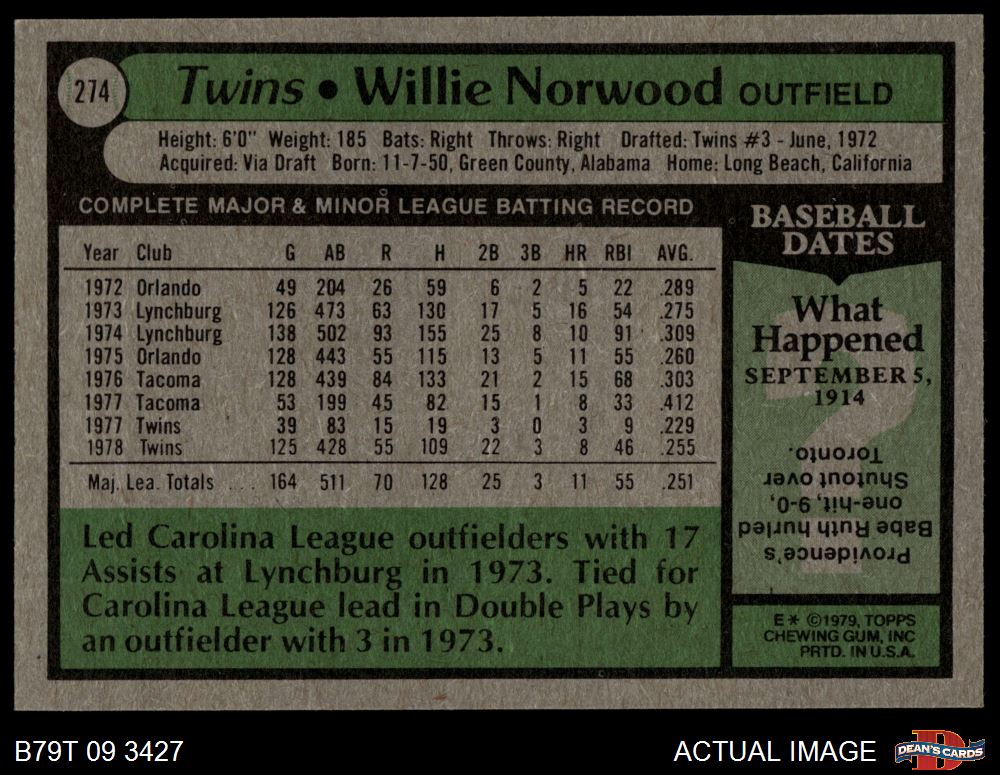 274
Twins • Willie Norwood OUTFIELD
Height: 6'0" Weight: 185 Bats: Right Throws: Right Drafted: Twins #3 - June, 1972
Acquired: Via Draft Born: 11-7-50, Green County, Alabama Home: Long Beach, California
COMPLETE MAJOR & MINOR LEAGUE BATTING RECORD
Year Club G AB R H 2B 3B HR RBI AVG.
1972 Orlando 49 204 26 59 6 2 5 22 .289
1973 Lynchburg 126 473 63 130 17 5 16 54 .275
1974 Lynchburg 138 502 93 155 25 8 10 91 .309
1975 Orlando 128 443 55 115 13 5 11 55 .260
1976 Tacoma 128 439 84 133 21 2 15 68 .303
1977 Tacoma 53 199 45 82 15 1 8 33 .412
1977 Twins 39 83 15 19 3 0 3 9 .229
1978 Twins 125 428 55 109 22 3 8 46 .255
Maj. Lea. Totals ... 164 511 70 128 25 3 11 55 .251
Led Carolina League outfielders with 17
Assists at Lynchburg in 1973. Tied for
Carolina League lead in Double Plays by
an outfielder with 3 in 1973.
BASEBALL
DATES
What
Happened
SEPTEMBER 5,
1914
?
Providence's
Babe Ruth hurled
one-hit, 9-0,
Shutout over
Toronto.
E* ©1979, TOPPS
CHEWING GUM, INC
PRTD. IN U.S.A.
B79T 09 3427
ACTUAL IMAGE
D
DEAN'S CARDS